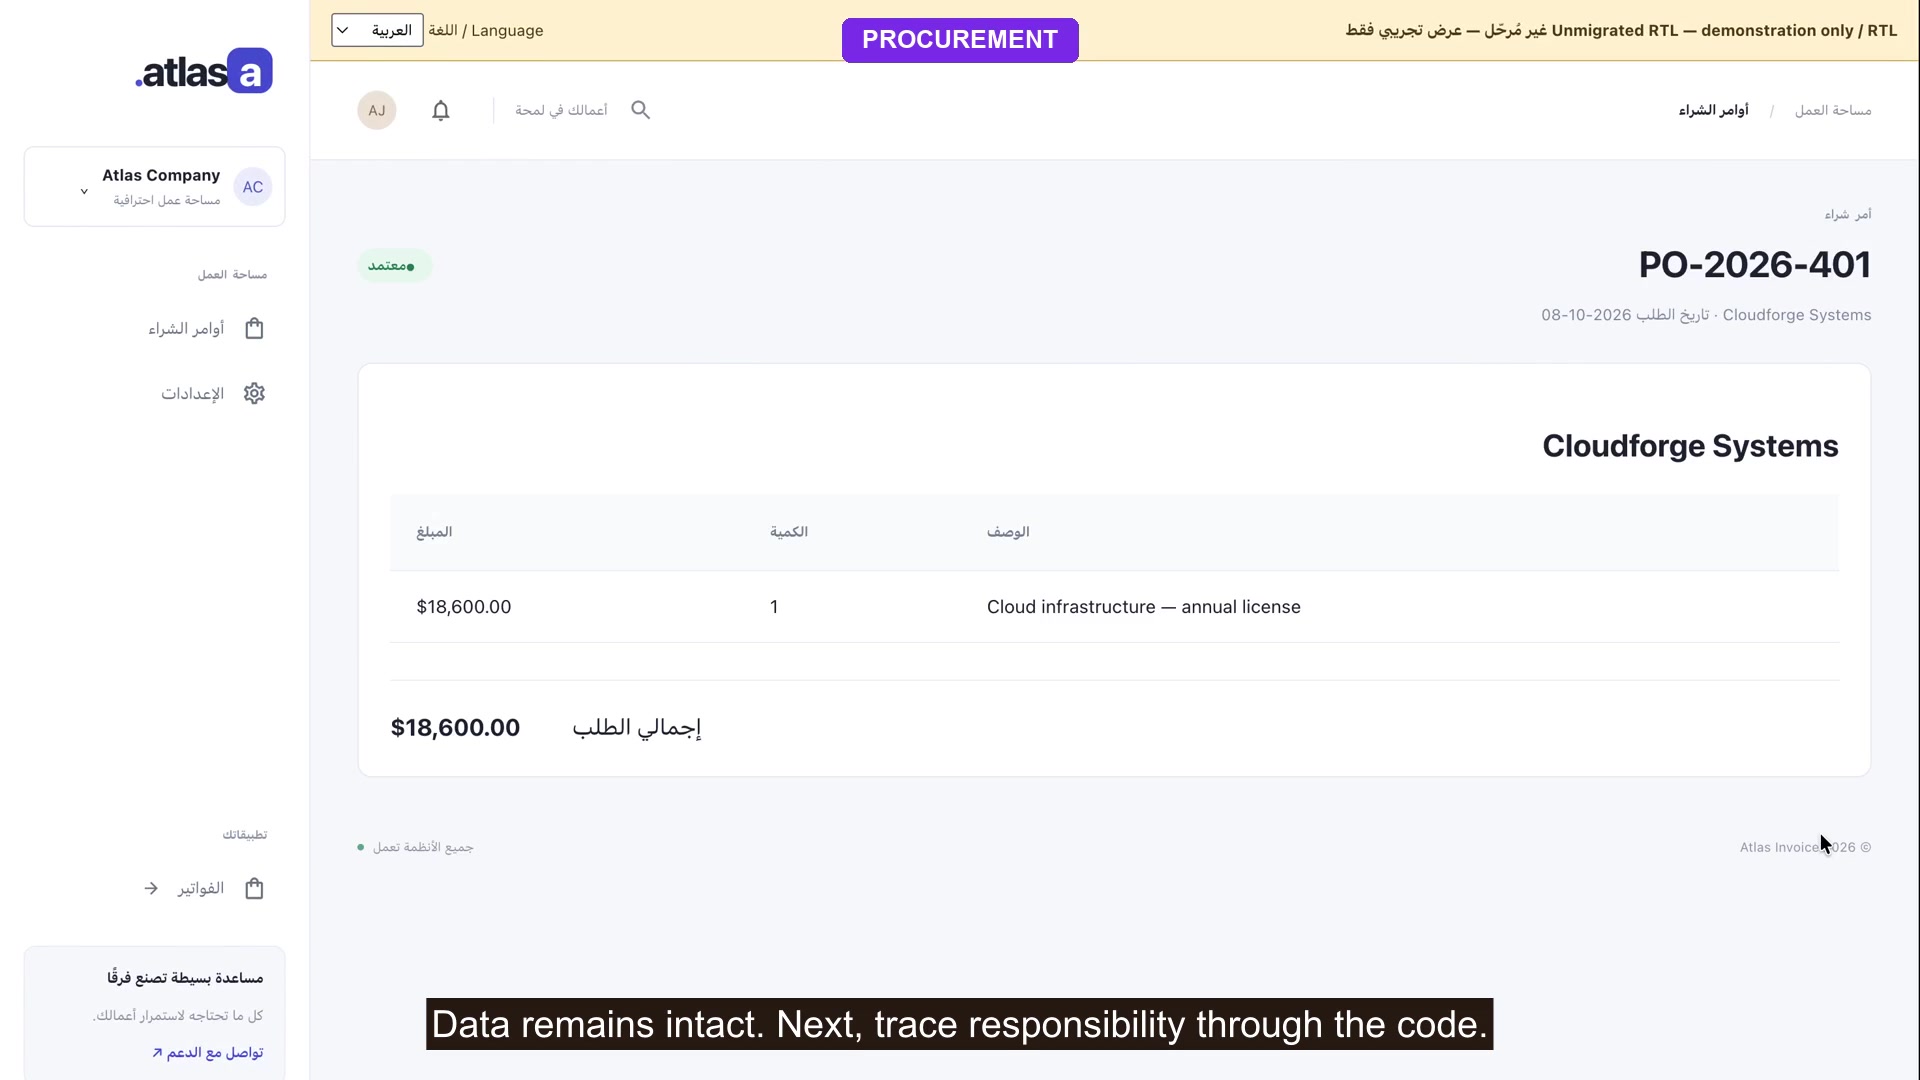 Unmigrated RTL — demonstration only / RTL غير مُرحّل — عرض تجريبي فقط
PROCUREMENT
Language / اللغة
العربية
atlas.
a
Atlas Company
مساحة عمل احترافية
AC
مساحة العمل
أوامر الشراء
الإعدادات
تطبيقاتك
الفواتير
مساعدة بسيطة تصنع فرقًا
كل ما تحتاجه لاستمرار أعمالك.
تواصل مع الدعم ↗
مساحة العمل / أوامر الشراء
أعمالك في لمحة
AJ
أمر شراء
PO-2026-401
Cloudforge Systems · تاريخ الطلب 2026-10-08
معتمد
Cloudforge Systems
الوصف الكمية المبلغ
Cloud infrastructure — annual license 1 $18,600.00
إجمالي الطلب $18,600.00
جميع الأنظمة تعمل
Data remains intact. Next, trace responsibility through the code.